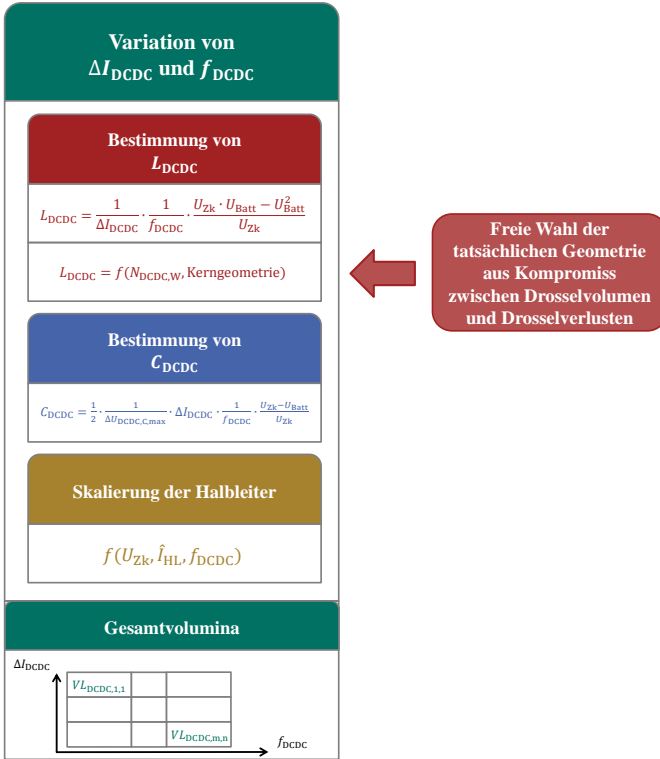 Variation von
ΔI_DCDC und f_DCDC
Bestimmung von
L_DCDC
L_DCDC = 1/ΔI_DCDC · 1/f_DCDC · (U_Zk · U_Batt − U_Batt^2)/U_Zk
L_DCDC = f(N_DCDC,W, Kerngeometrie)
Freie Wahl der
tatsächlichen Geometrie
aus Kompromiss
zwischen Drosselvolumen
und Drosselverlusten
Bestimmung von
C_DCDC
C_DCDC = 1/2 · 1/ΔU_DCDC,C,max · ΔI_DCDC · 1/f_DCDC · (U_Zk−U_Batt)/U_Zk
Skalierung der Halbleiter
f(U_Zk, Î_HL, f_DCDC)
Gesamtvolumina
ΔI_DCDC
VL_DCDC,1,1
VL_DCDC,m,n
f_DCDC